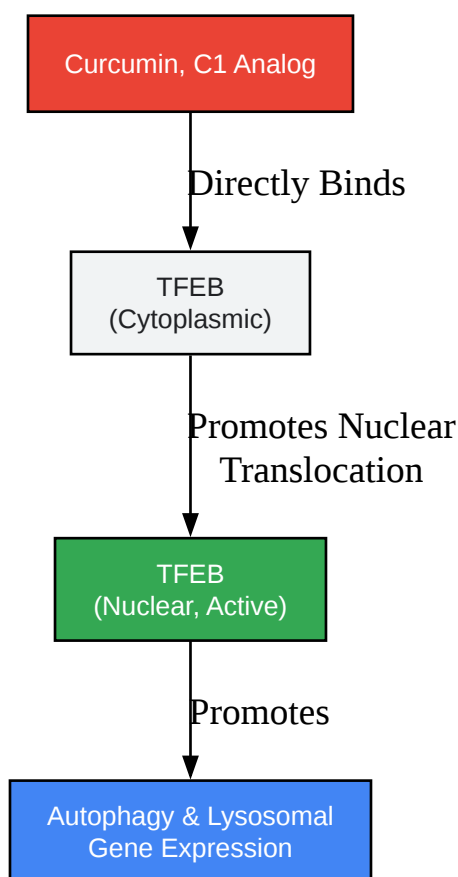 Curcumin, C1 Analog
Directly Binds
TFEB
(Cytoplasmic)
Promotes Nuclear
Translocation
TFEB
(Nuclear, Active)
Promotes
Autophagy & Lysosomal
Gene Expression